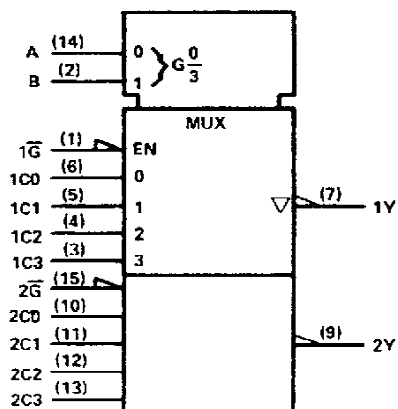 A (14) 0 } G 0/3
B (2) 1
MUX
1G̅ (1) EN
1C0 (6) 0
1C1 (5) 1 ▽ (7) 1Y
1C2 (4) 2
1C3 (3) 3
2G̅ (15)
2C0 (10)
2C1 (11) (9) 2Y
2C2 (12)
2C3 (13)